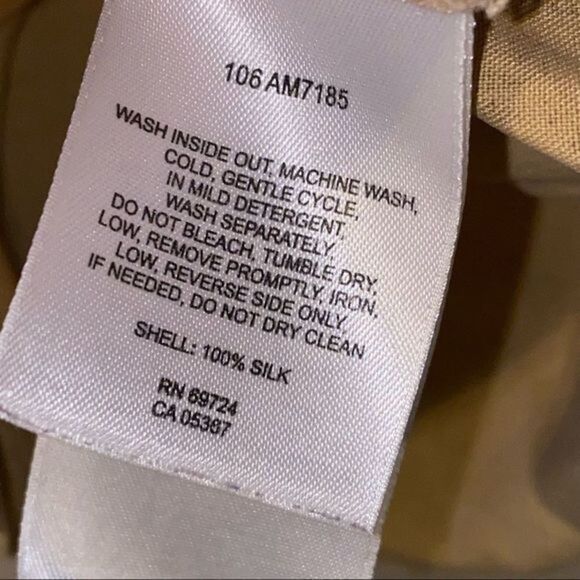 106 AM7185
WASH INSIDE OUT, MACHINE WASH,
COLD, GENTLE CYCLE,
IN MILD DETERGENT,
WASH SEPARATELY,
DO NOT BLEACH, TUMBLE DRY,
LOW, REMOVE PROMPTLY, IRON,
LOW, REVERSE SIDE ONLY
IF NEEDED, DO NOT DRY CLEAN
SHELL: 100% SILK
RN 69724
CA 05367